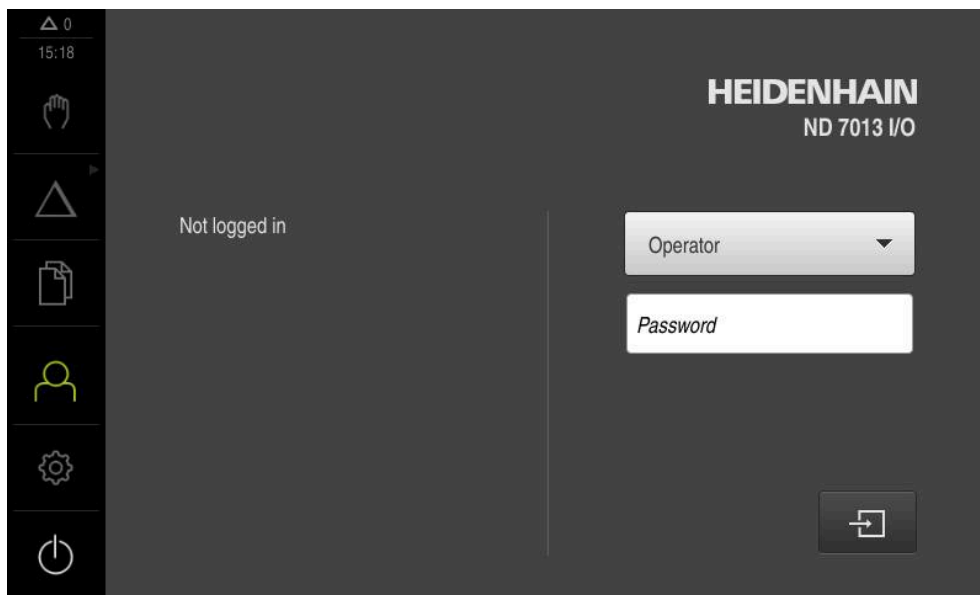 0
15:18
HEIDENHAIN
ND 7013 I/O
Not logged in
Operator
Password